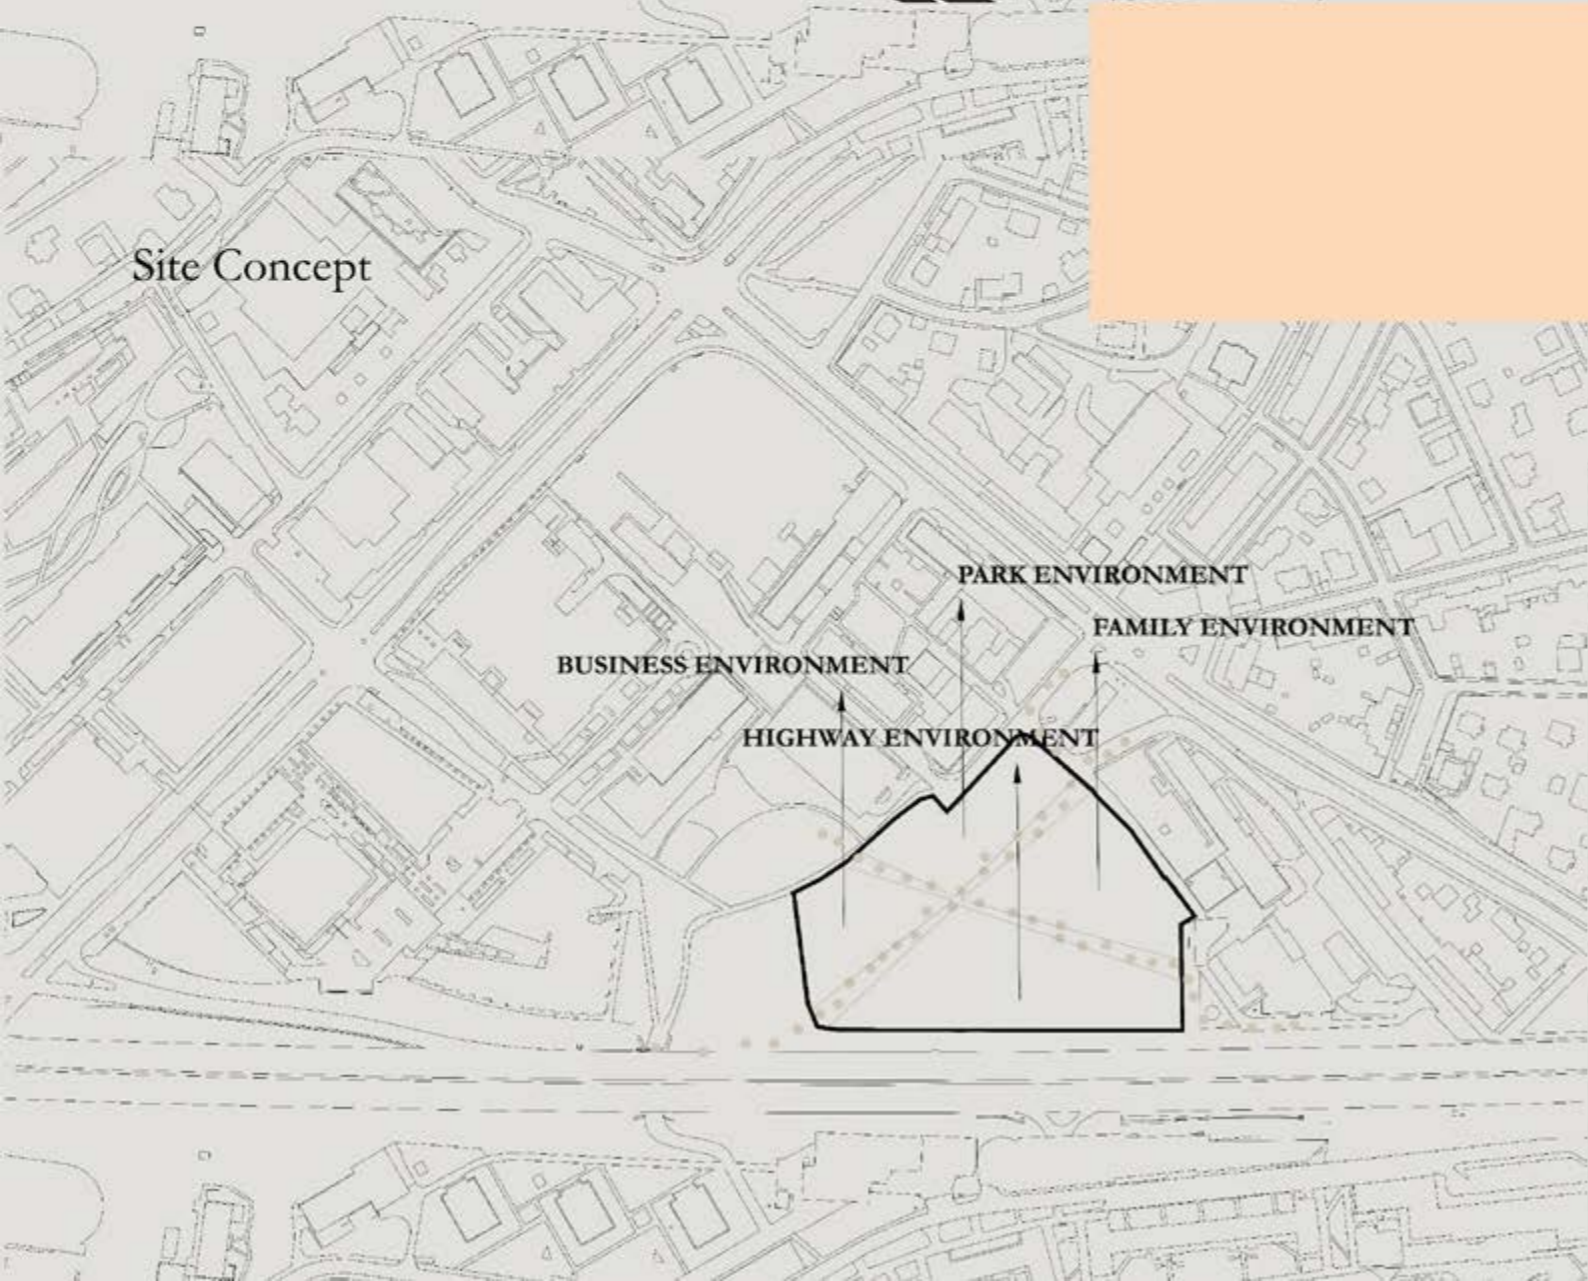 Site Concept
PARK ENVIRONMENT
FAMILY ENVIRONMENT
BUSINESS ENVIRONMENT
HIGHWAY ENVIRONMENT